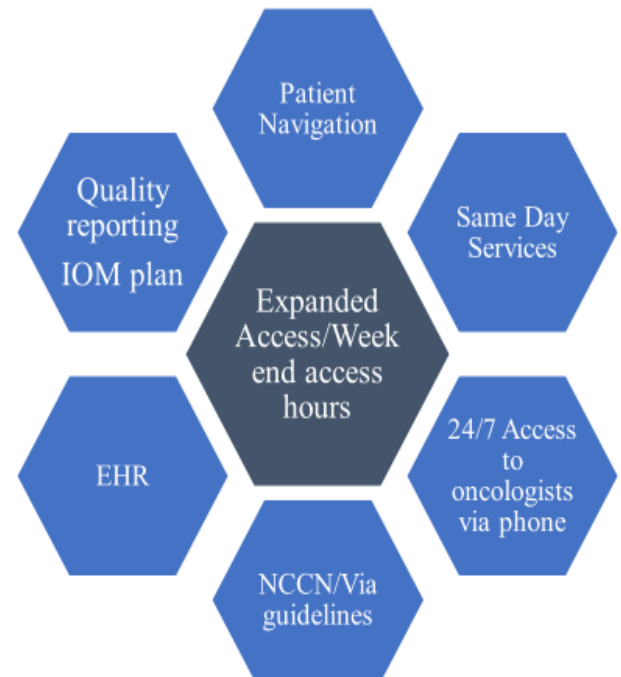 Patient
Navigation
Quality
reporting
IOM plan
Same Day
Services
Expanded
Access/Week
end access
hours
EHR
24/7 Access
to
oncologists
via phone
NCCN/Via
guidelines